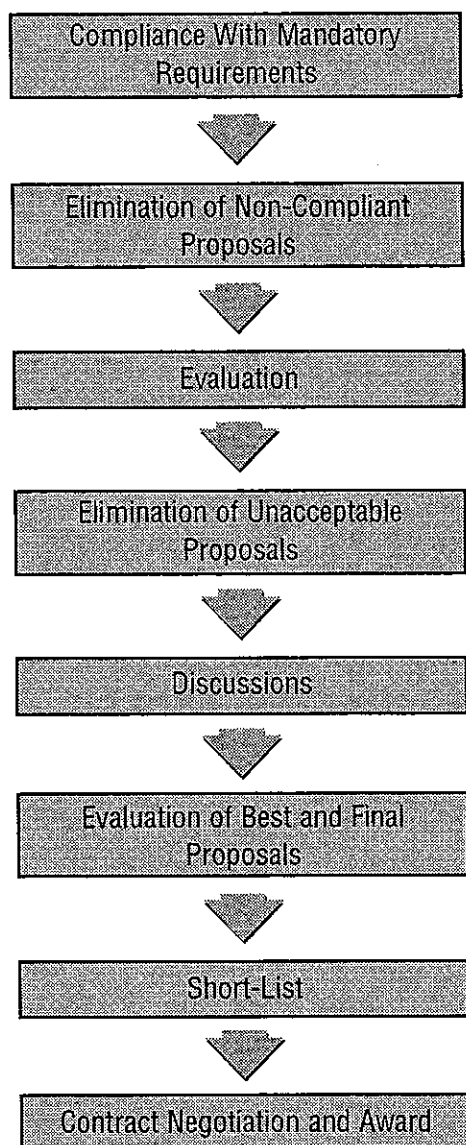 Compliance With Mandatory
Requirements
Elimination of Non-Compliant
Proposals
Evaluation
Elimination of Unacceptable
Proposals
Discussions
Evaluation of Best and Final
Proposals
Short-List
Contract Negotiation and Award